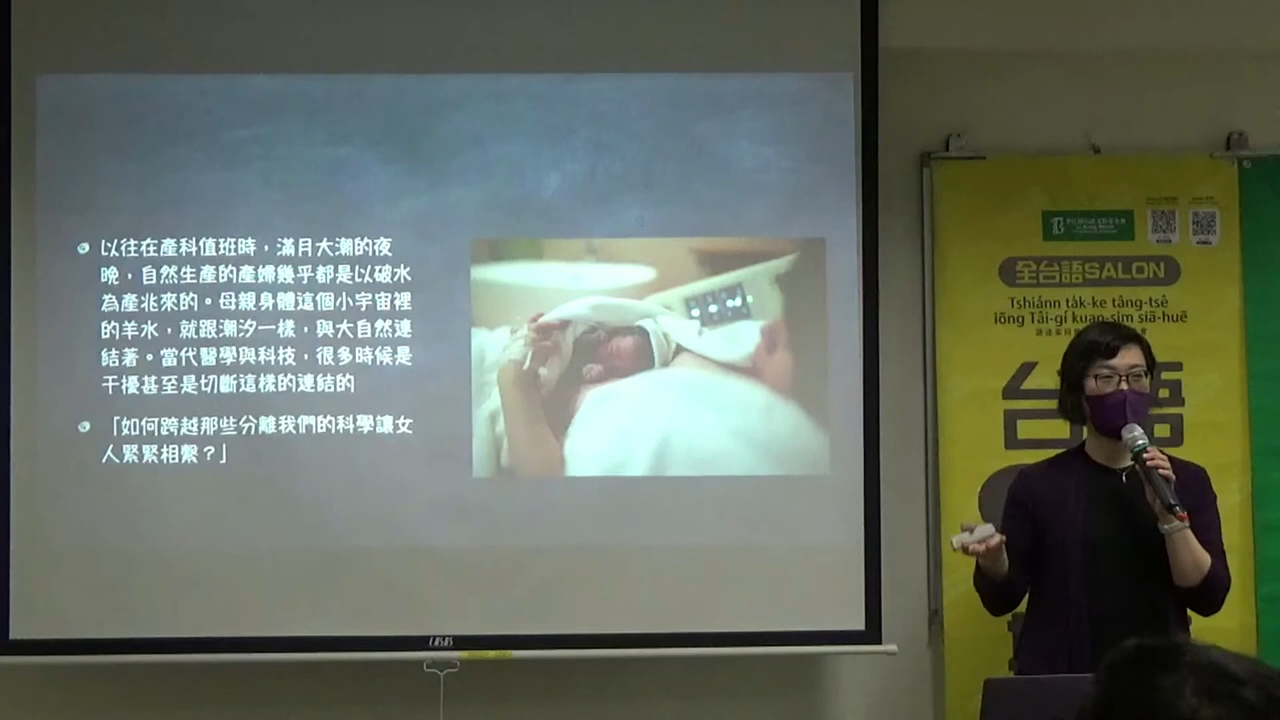 以往在產科值班時，滿月大潮的夜
晚，自然生產的產婦幾乎都是以破水
為產兆來的。母親身體這個小宇宙裡
的羊水，就跟潮汐一樣，與大自然連
結著。當代醫學與科技，很多時候是
干擾甚至是切斷這樣的連結的
「如何跨越那些分離我們的科學讓女
人緊緊相繫？」
全台語SALON
Tshiánn ta̍k-ke tâng-tsê
iōng Tâi-gí kuan-sim siā-huē
台語